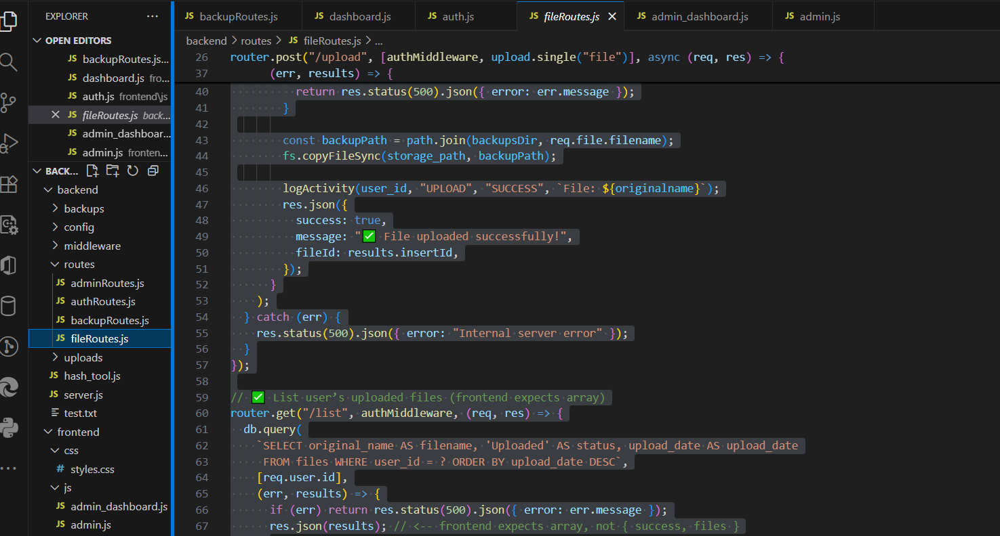 EXPLORER
···
JS backupRoutes.js
JS dashboard.js
JS auth.js
JS fileRoutes.js
JS admin_dashboard.js
JS admin.js
OPEN EDITORS
JS backupRoutes.js...
JS dashboard.js fro...
JS auth.js frontend\js
JS fileRoutes.js back...
JS admin_dashboar...
JS admin.js fronten...
BACK...
backend
backups
config
middleware
routes
JS adminRoutes.js
JS authRoutes.js
JS backupRoutes.js
JS fileRoutes.js
uploads
JS hash_tool.js
JS server.js
test.txt
frontend
css
# styles.css
js
JS admin_dashboard.js
JS admin.js
backend > routes > JS fileRoutes.js > ...
26 router.post("/upload", [authMiddleware, upload.single("file")], async (req, res) => {
37 (err, results) => {
40 return res.status(500).json({ error: err.message });
41 }
42
43 const backupPath = path.join(backupsDir, req.file.filename);
44 fs.copyFileSync(storage_path, backupPath);
45
46 logActivity(user_id, "UPLOAD", "SUCCESS", `File: ${originalname}`);
47 res.json({
48 success: true,
49 message: "✅ File uploaded successfully!",
50 fileId: results.insertId,
51 });
52 }
53 );
54 } catch (err) {
55 res.status(500).json({ error: "Internal server error" });
56 }
57 });
58
59 // ✅ List user’s uploaded files (frontend expects array)
60 router.get("/list", authMiddleware, (req, res) => {
61 db.query(
62 `SELECT original_name AS filename, 'Uploaded' AS status, upload_date AS upload_date
63 FROM files WHERE user_id = ? ORDER BY upload_date DESC`,
64 [req.user.id],
65 (err, results) => {
66 if (err) return res.status(500).json({ error: err.message });
67 res.json(results); // <-- frontend expects array, not { success, files }